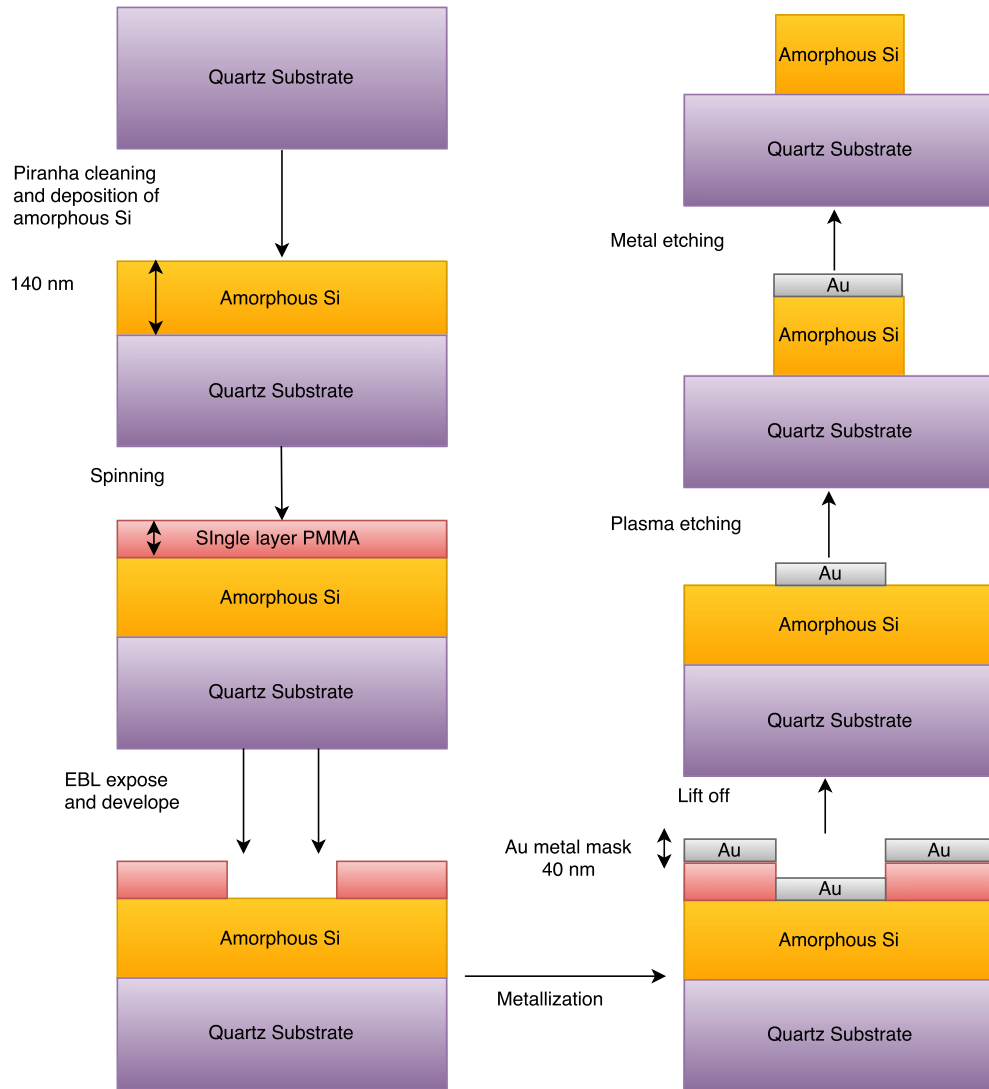 Quartz Substrate
Piranha cleaning
and deposition of
amorphous Si
140 nm
Amorphous Si
Quartz Substrate
Spinning
SIngle layer PMMA
Amorphous Si
Quartz Substrate
EBL expose
and develope
Amorphous Si
Quartz Substrate
Metallization
Au metal mask
40 nm
Au
Au
Au
Amorphous Si
Quartz Substrate
Lift off
Au
Amorphous Si
Quartz Substrate
Plasma etching
Au
Amorphous Si
Quartz Substrate
Metal etching
Amorphous Si
Quartz Substrate